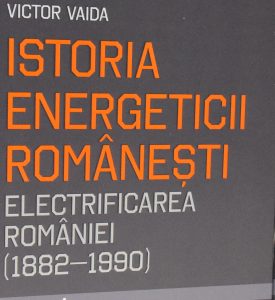 VICTOR VAIDA
ISTORIA
ENERGETICII
ROMÂNEȘTI
ELECTRIFICAREA
ROMÂNIEI
(1882—1990)